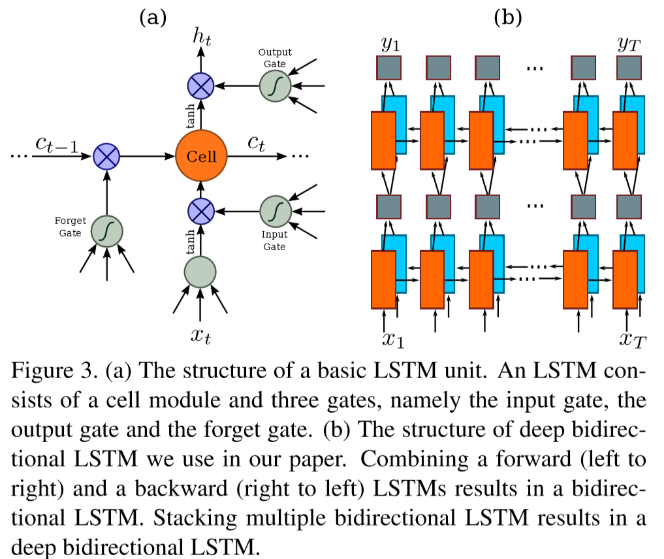 (a)
(b)
h_t
Output
Gate
y_1
y_T
tanh
...
c_{t-1}
Cell
c_t
...
Forget
Gate
tanh
Input
Gate
x_t
...
...
...
...
...
...
x_1
x_T
Figure 3. (a) The structure of a basic LSTM unit. An LSTM con-
sists of a cell module and three gates, namely the input gate, the
output gate and the forget gate. (b) The structure of deep bidirec-
tional LSTM we use in our paper. Combining a forward (left to
right) and a backward (right to left) LSTMs results in a bidirec-
tional LSTM. Stacking multiple bidirectional LSTM results in a
deep bidirectional LSTM.